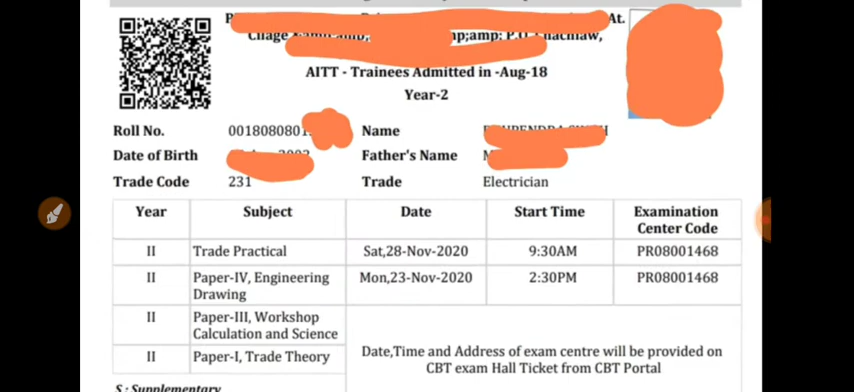 At.
AITT - Trainees Admitted in -Aug-18
Year-2
Roll No. 001808080 Name
Date of Birth Father's Name
Trade Code 231 Trade Electrician
Year Subject Date Start Time Examination Center Code
II Trade Practical Sat,28-Nov-2020 9:30AM PR08001468
II Paper-IV, Engineering Drawing Mon,23-Nov-2020 2:30PM PR08001468
II Paper-III, Workshop Calculation and Science
II Paper-I, Trade Theory
Date,Time and Address of exam centre will be provided on
CBT exam Hall Ticket from CBT Portal
S : Supplementary